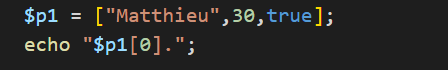 $p1 = ["Matthieu",30,true];
echo "$p1[0].";